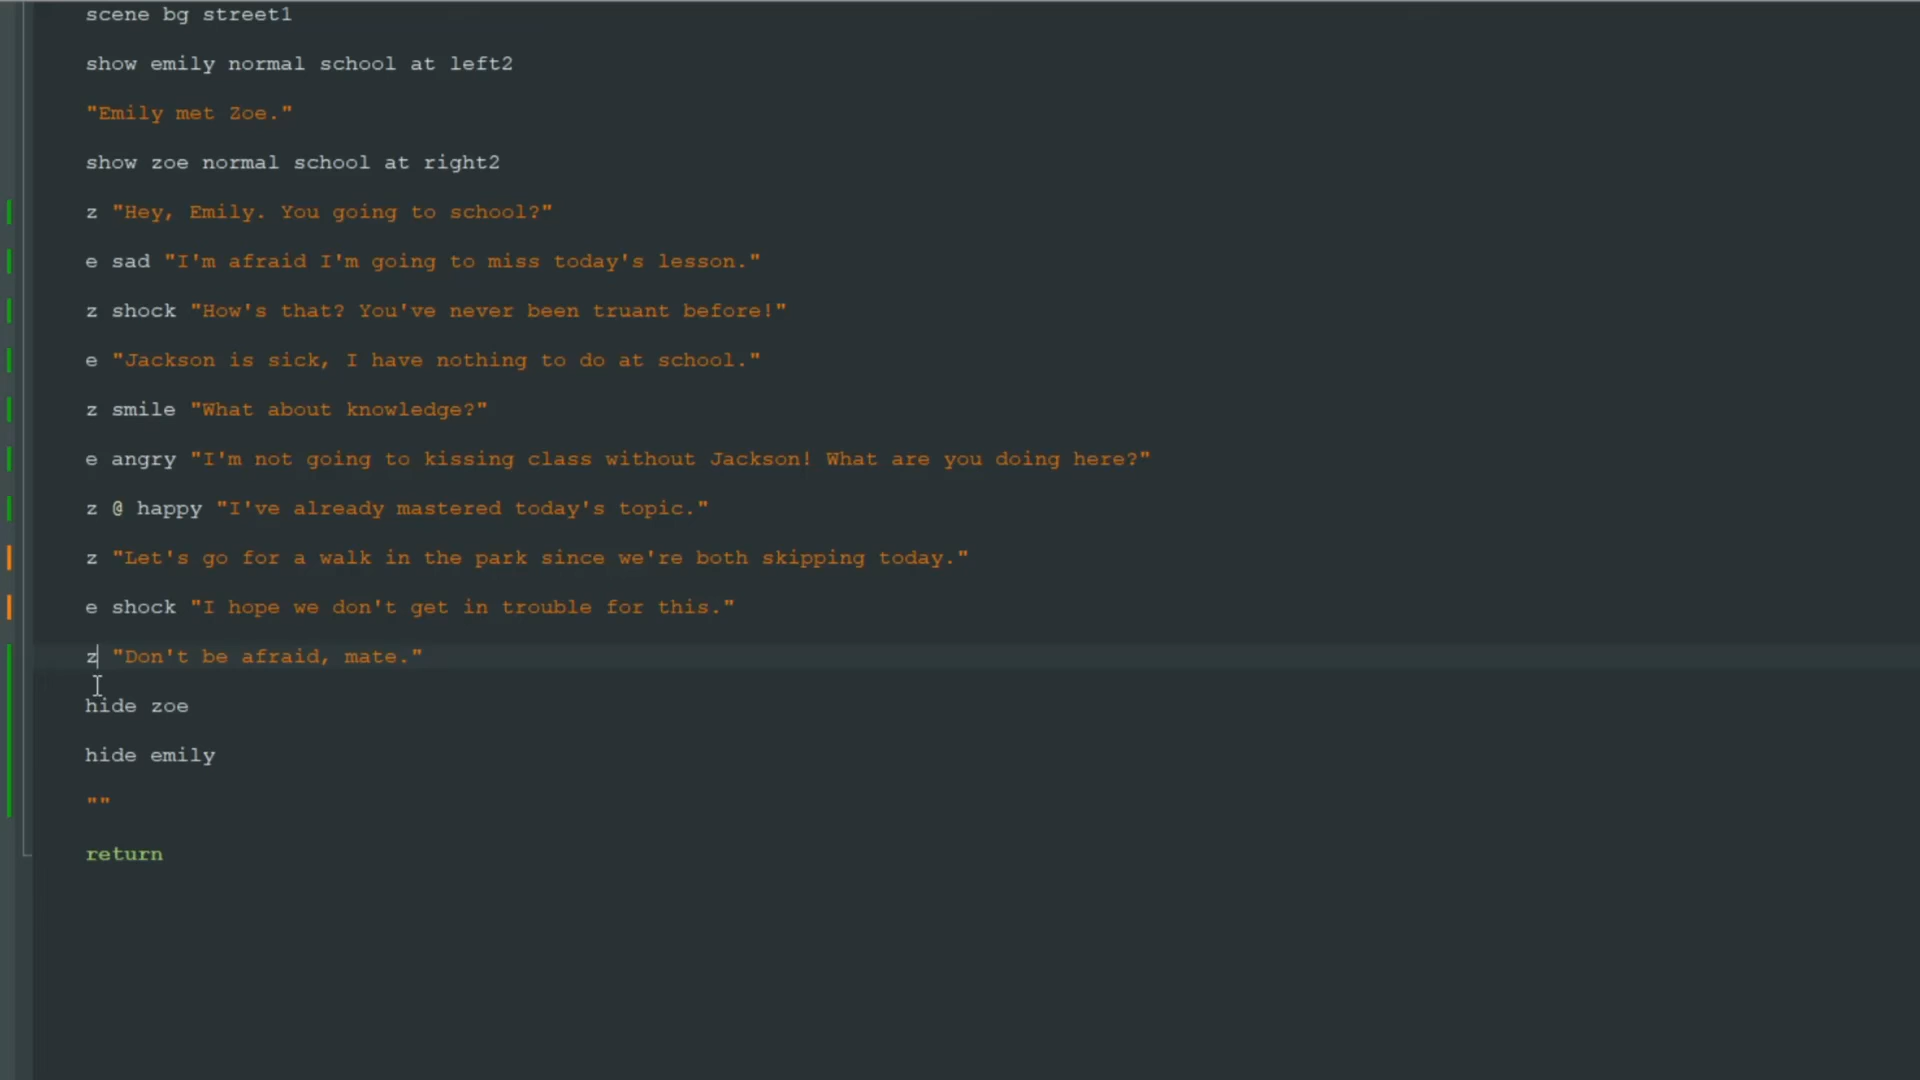 scene bg street1
show emily normal school at left2
"Emily met Zoe."
show zoe normal school at right2
z "Hey, Emily. You going to school?"
e sad "I'm afraid I'm going to miss today's lesson."
z shock "How's that? You've never been truant before!"
e "Jackson is sick, I have nothing to do at school."
z smile "What about knowledge?"
e angry "I'm not going to kissing class without Jackson! What are you doing here?"
z @ happy "I've already mastered today's topic."
z "Let's go for a walk in the park since we're both skipping today."
e shock "I hope we don't get in trouble for this."
z "Don't be afraid, mate."
hide zoe
hide emily
""
return